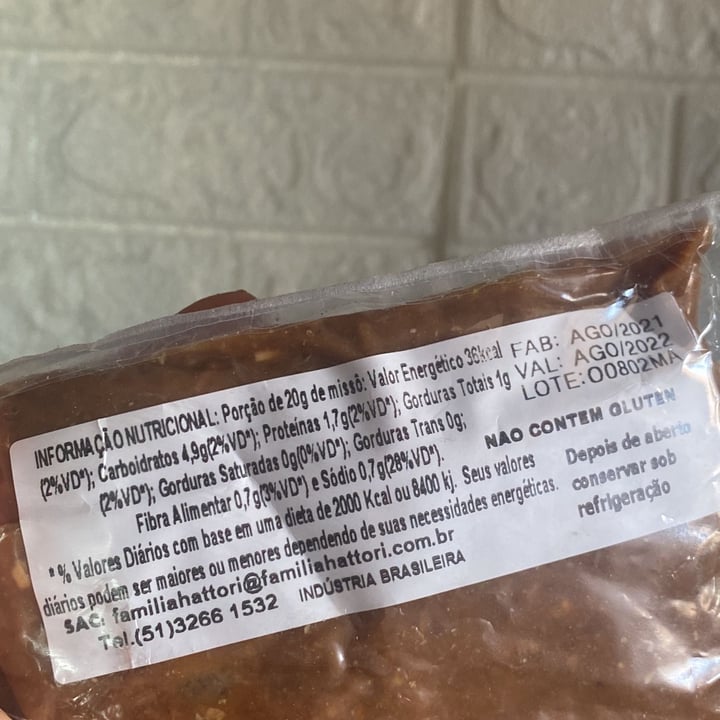 INFORMAÇÃO NUTRICIONAL: Porção de 20g de missô: Valor Energético 36kcal
(2%VD*); Carboidratos 4,9g(2%VD*); Proteínas 1,7g(2%VD*); Gorduras Totais 1g
(2%VD*); Gorduras Saturadas 0g(0%VD*); Gorduras Trans 0g;
Fibra Alimentar 0,7g(3%VD*) e Sódio 0,7g(28%VD*).
* % Valores Diários com base em uma dieta de 2000 Kcal ou 8400 kj. Seus valores
diários podem ser maiores ou menores dependendo de suas necessidades energéticas.
SAC: familiahattori@familiahattori.com.br
Tel.(51)3266 1532 INDÚSTRIA BRASILEIRA
FAB: AGO/2021
VAL: AGO/2022
LOTE:O0802MA
NAO CONTEM GLUTEN
Depois de aberto
conservar sob
refrigeração